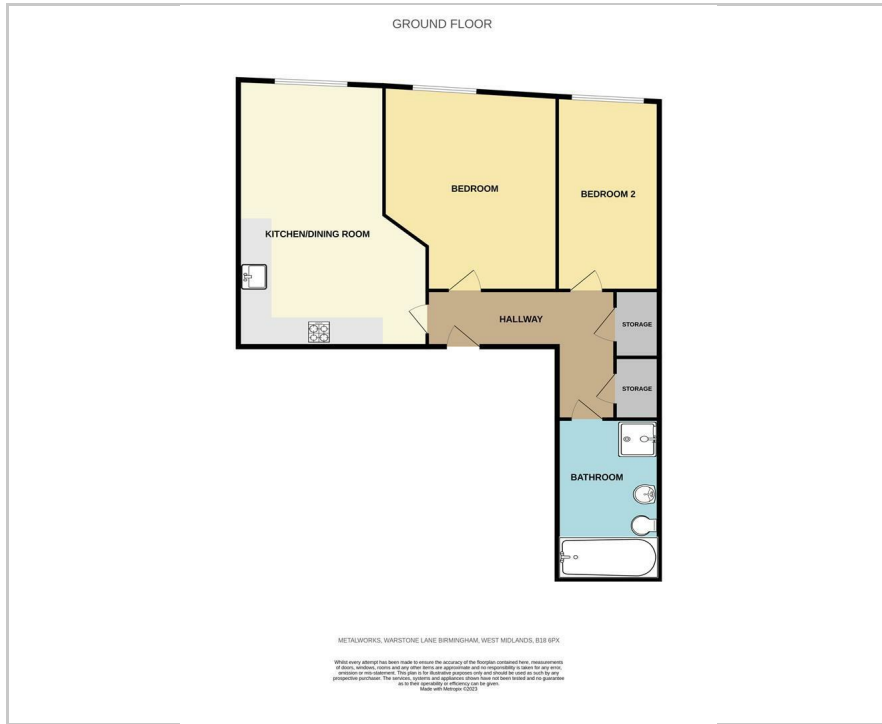 GROUND FLOOR
BEDROOM
BEDROOM 2
KITCHEN/DINING ROOM
HALLWAY
STORAGE
STORAGE
BATHROOM
METALWORKS, WARSTONE LANE BIRMINGHAM, WEST MIDLANDS, B18 6PX
Whilst every attempt has been made to ensure the accuracy of the floorplan contained here, measurements
of doors, windows, rooms and any other items are approximate and no responsibility is taken for any error,
omission or mis-statement. This plan is for illustrative purposes only and should be used as such by any
prospective purchaser. The services, systems and appliances shown have not been tested and no guarantee
as to their operability or efficiency can be given.
Made with Metropix ©2023